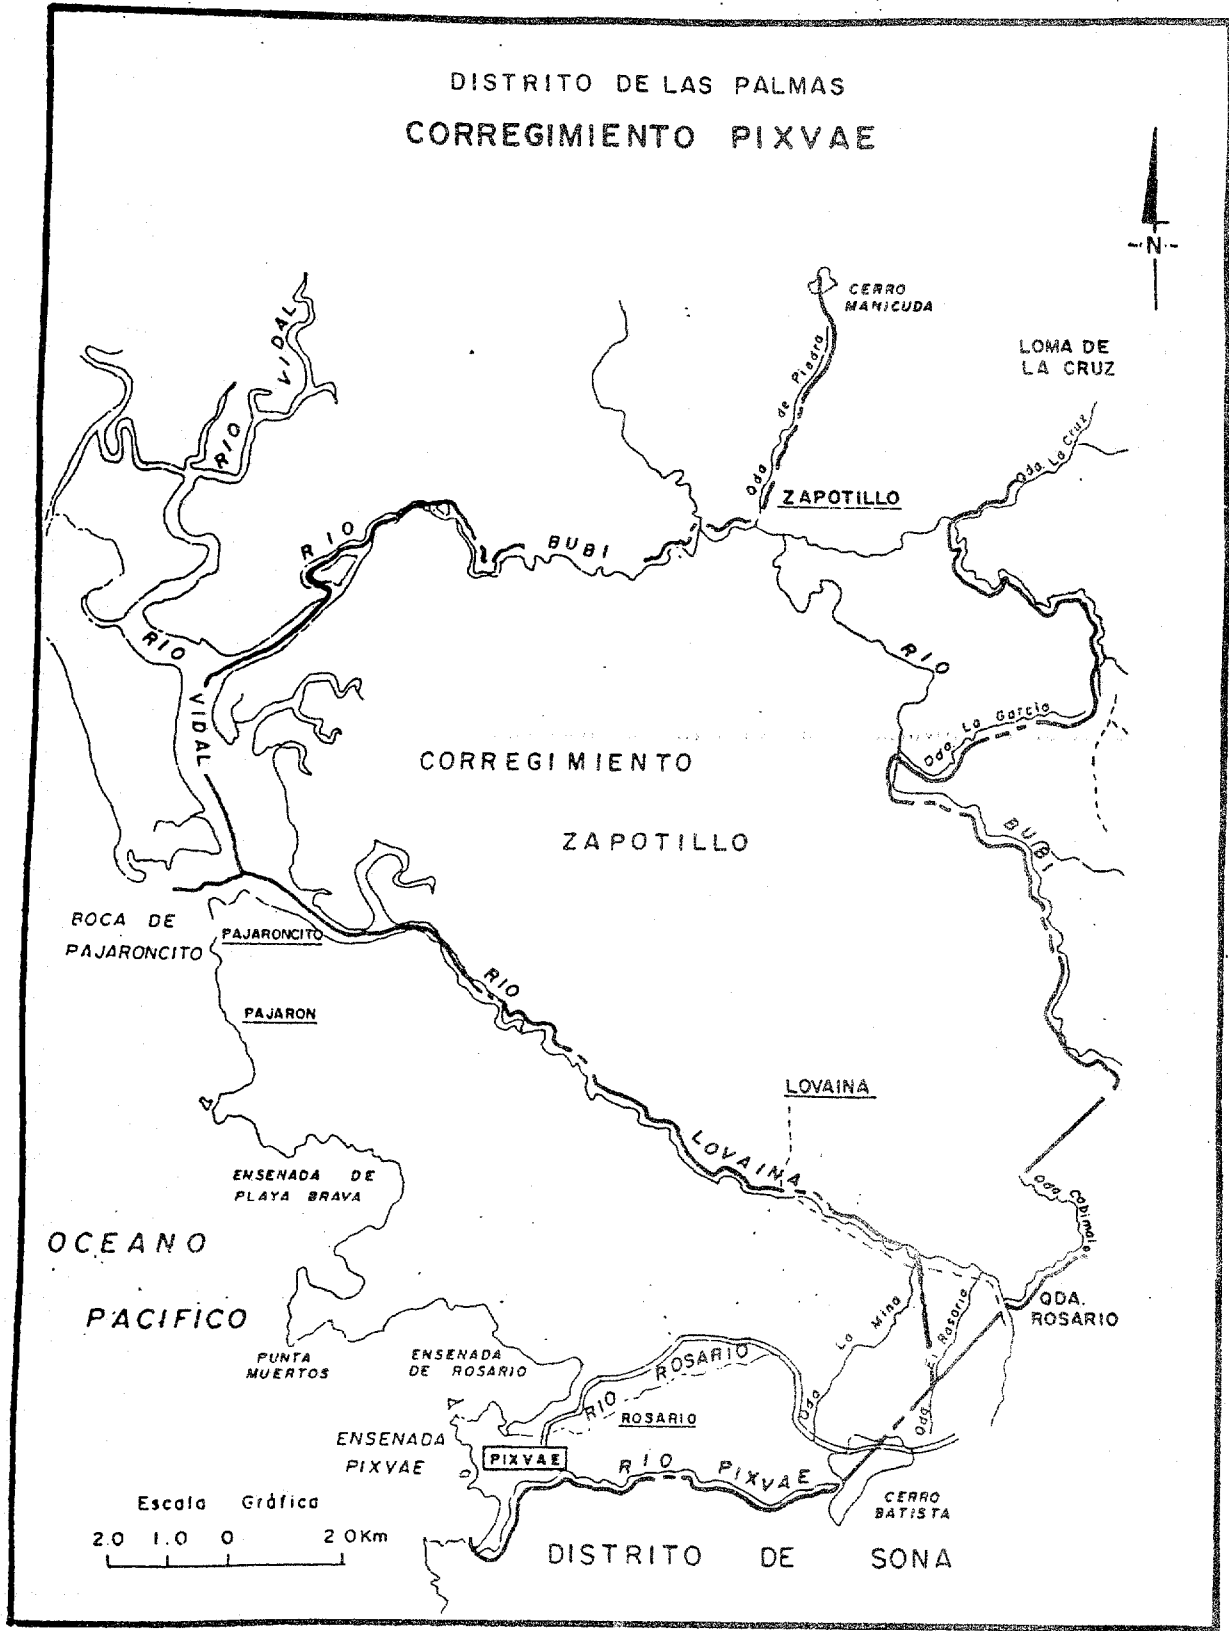 DISTRITO DE LAS PALMAS
CORREGIMIENTO PIXVAE
N
CERRO
MANICUDA
LOMA DE
LA CRUZ
VIDAL
RIO
Qda de Piedra
Qda. La Cruz
ZAPOTILLO
RIO
BUBI
RIO
VIDAL
RIO
Qda La Garcia
CORREGIMIENTO
ZAPOTILLO
BUBI
BOCA DE
PAJARONCITO
PAJARONCITO
RIO
PAJARON
LOVAINA
LOVAINA
ENSENADA DE
PLAYA BRAVA
Qda.
OCEANO
PACIFICO
QDA.
ROSARIO
Qda La Mina
Qda. El Rosario
PUNTA
MUERTOS
ENSENADA
DE ROSARIO
RIO ROSARIO
ROSARIO
ENSENADA
PIXVAE
PIXVAE
RIO PIXVAE
CERRO
BATISTA
Escala Gráfica
2.0 1.0 0 2 0Km
DISTRITO DE SONA